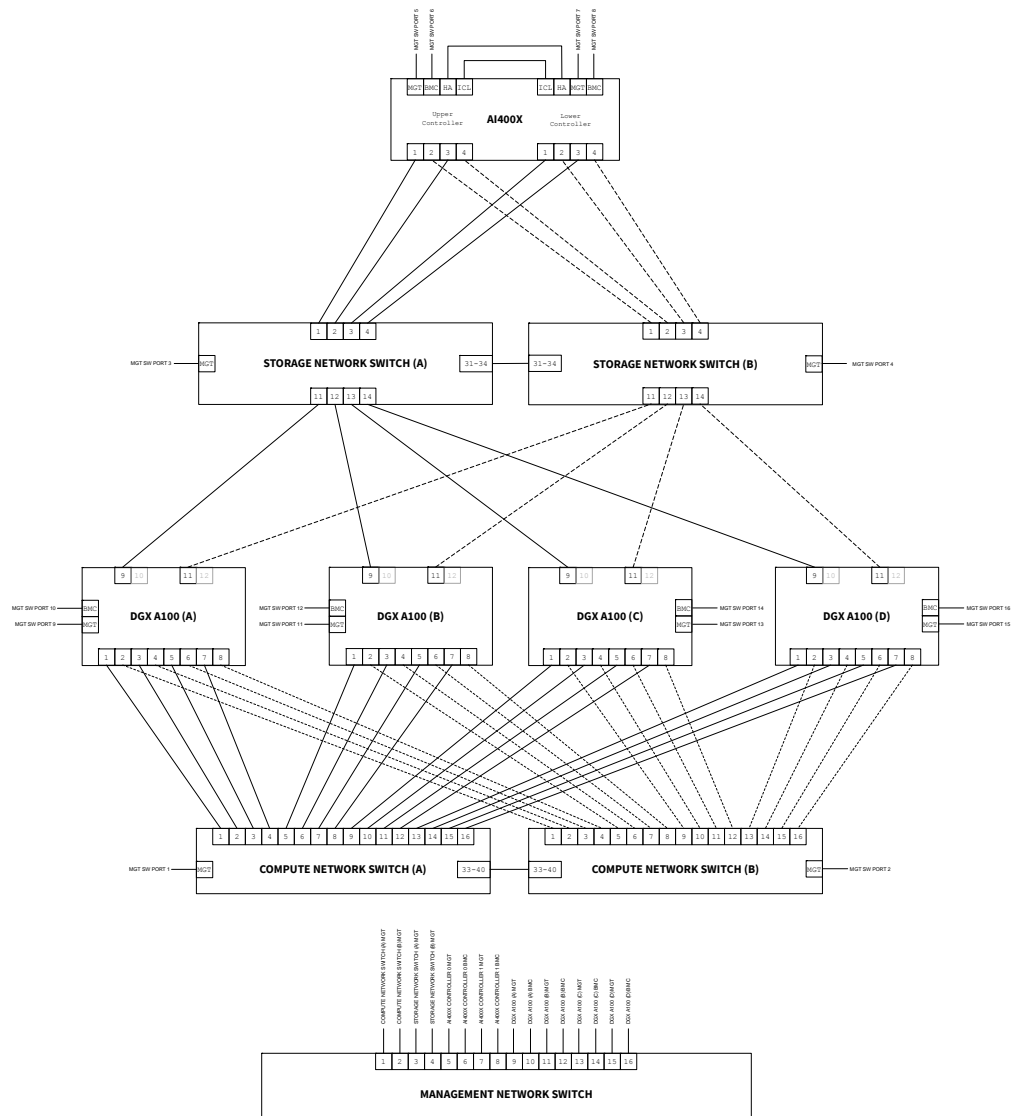 MGT SW PORT 5
MGT SW PORT 6
MGT SW PORT 7
MGT SW PORT 8
MGT BMC HA ICL
ICL HA MGT BMC
Upper
Controller
AI400X
Lower
Controller
1 2 3 4
1 2 3 4
1 2 3 4
1 2 3 4
MGT SW PORT 3
MGT
STORAGE NETWORK SWITCH (A)
31-34
31-34
STORAGE NETWORK SWITCH (B)
MGT
MGT SW PORT 4
11 12 13 14
11 12 13 14
9 10
11 12
9 10
11 12
9 10
11 12
9 10
11 12
MGT SW PORT 10
BMC
MGT SW PORT 9
MGT
DGX A100 (A)
MGT SW PORT 12
BMC
MGT SW PORT 11
MGT
DGX A100 (B)
DGX A100 (C)
BMC
MGT SW PORT 14
MGT
MGT SW PORT 13
DGX A100 (D)
BMC
MGT SW PORT 16
MGT
MGT SW PORT 15
1 2 3 4 5 6 7 8
1 2 3 4 5 6 7 8
1 2 3 4 5 6 7 8
1 2 3 4 5 6 7 8
1 2 3 4 5 6 7 8 9 10 11 12 13 14 15 16
1 2 3 4 5 6 7 8 9 10 11 12 13 14 15 16
MGT SW PORT 1
MGT
COMPUTE NETWORK SWITCH (A)
33-40
33-40
COMPUTE NETWORK SWITCH (B)
MGT
MGT SW PORT 2
COMPUTE NETWORK SWITCH (A) MGT
COMPUTE NETWORK SWITCH (B) MGT
STORAGE NETWORK SWITCH (A) MGT
STORAGE NETWORK SWITCH (B) MGT
AI400X CONTROLLER 0 MGT
AI400X CONTROLLER 0 BMC
AI400X CONTROLLER 1 MGT
AI400X CONTROLLER 1 BMC
DGX A100 (A) MGT
DGX A100 (A) BMC
DGX A100 (B) MGT
DGX A100 (B) BMC
DGX A100 (C) MGT
DGX A100 (C) BMC
DGX A100 (D) MGT
DGX A100 (D) BMC
1 2 3 4 5 6 7 8 9 10 11 12 13 14 15 16
MANAGEMENT NETWORK SWITCH